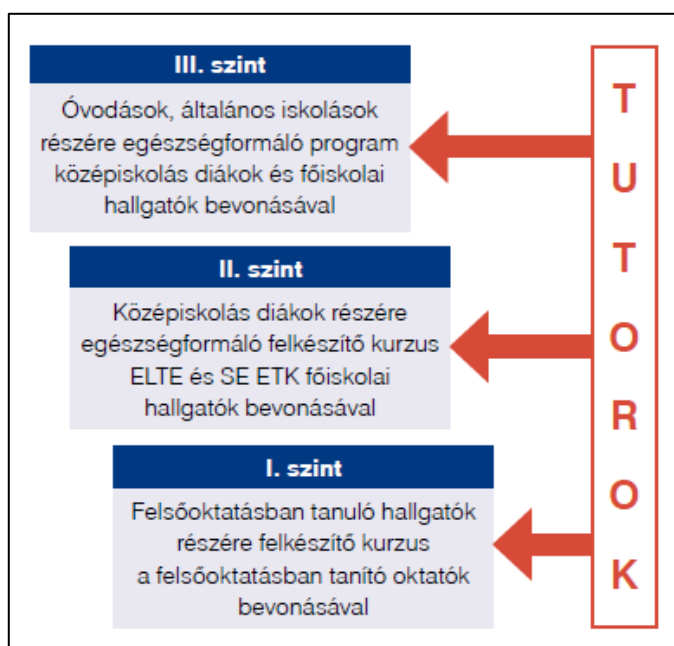 III. szint
Óvodások, általános iskolások
részére egészségformáló program
középiskolás diákok és főiskolai
hallgatók bevonásával
II. szint
Középiskolás diákok részére
egészségformáló felkészítő kurzus
ELTE és SE ETK főiskolai
hallgatók bevonásával
I. szint
Felsőoktatásban tanuló hallgatók
részére felkészítő kurzus
a felsőoktatásban tanító oktatók
bevonásával
T
U
T
O
R
O
K